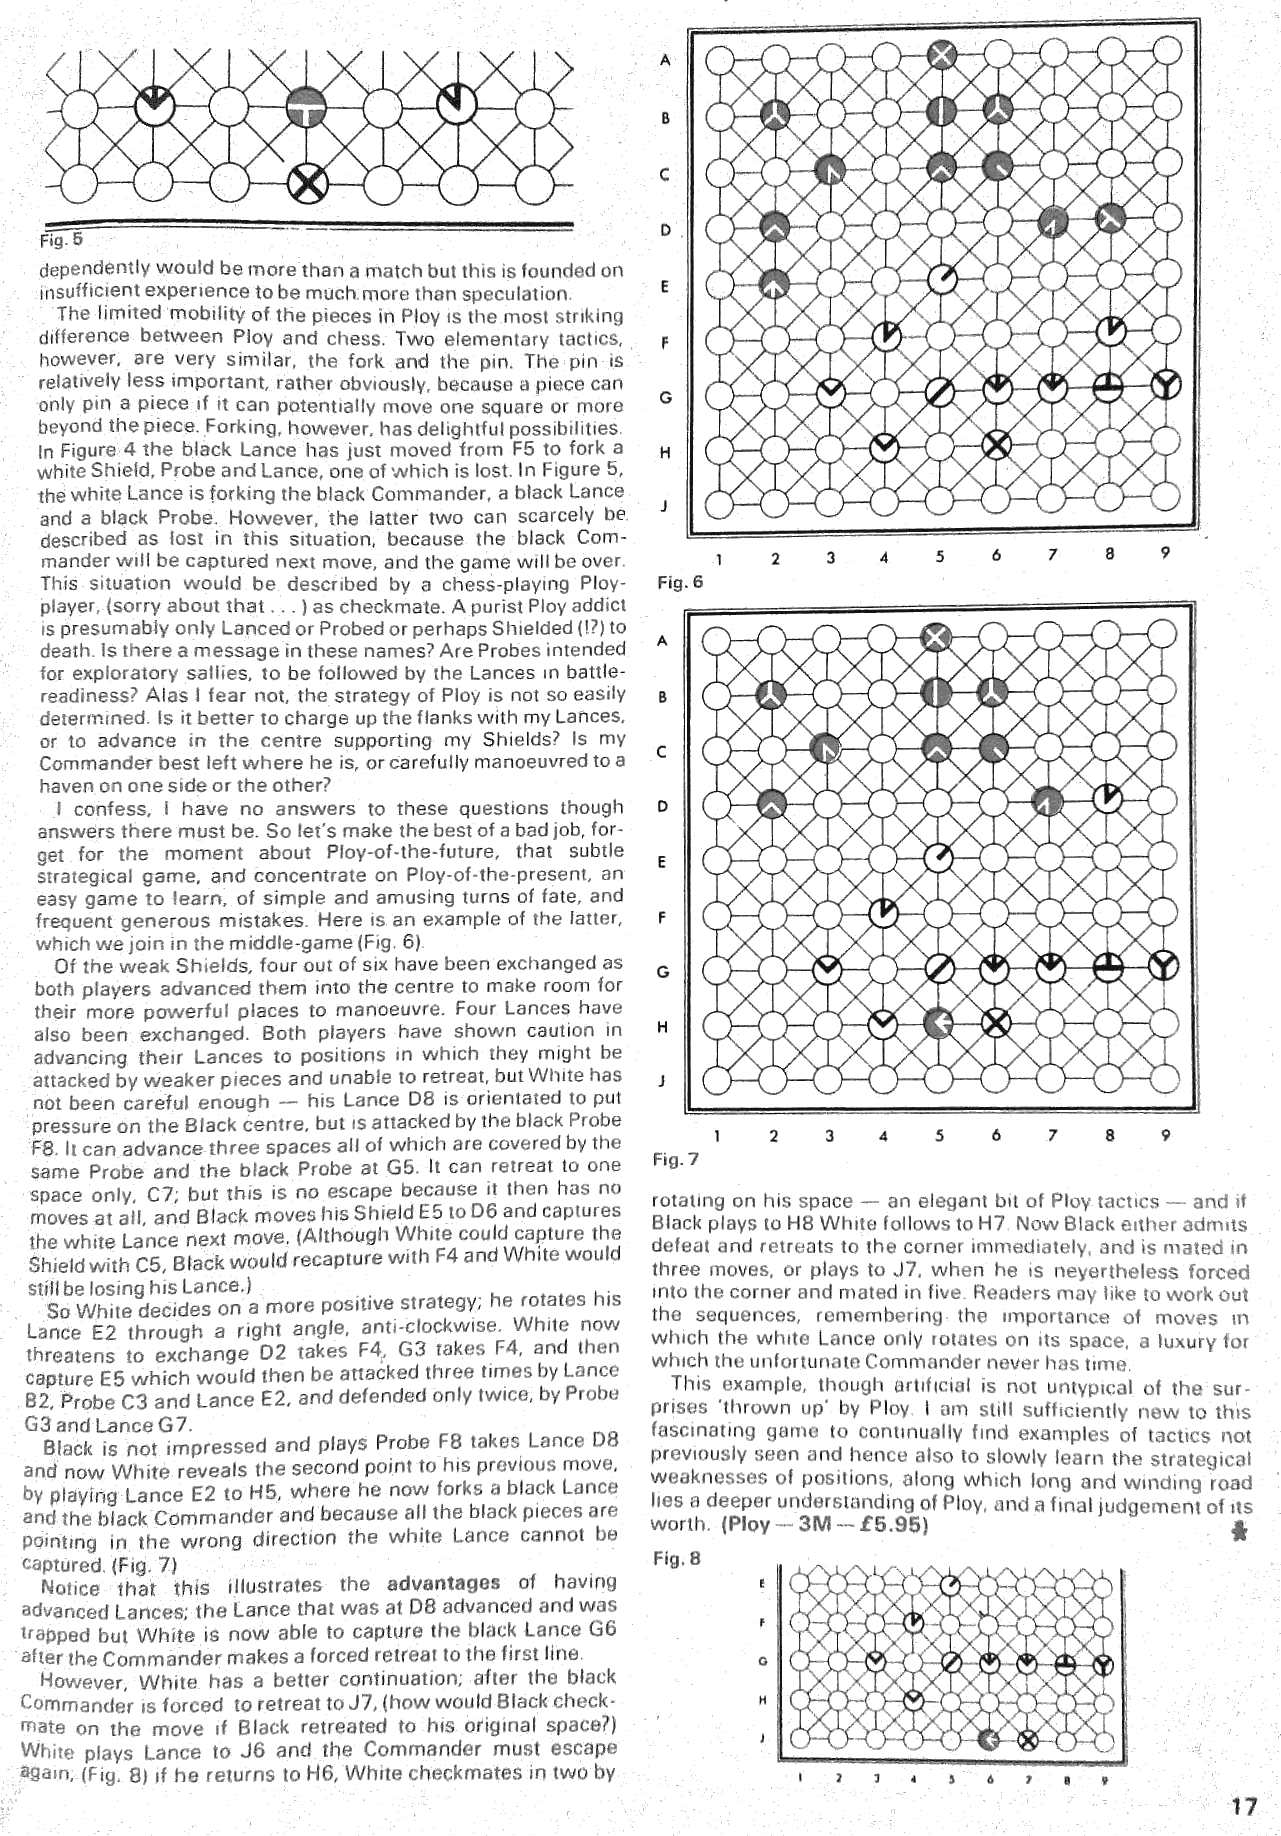 Fig. 5
dependently would be more than a match but this is founded on
insufficient experience to be much more than speculation.
The limited mobility of the pieces in Ploy is the most striking
difference between Ploy and chess. Two elementary tactics,
however, are very similar, the fork and the pin. The pin is
relatively less important, rather obviously, because a piece can
only pin a piece if it can potentially move one square or more
beyond the piece. Forking, however, has delightful possibilities.
In Figure 4 the black Lance has just moved from F5 to fork a
white Shield, Probe and Lance, one of which is lost. In Figure 5,
the white Lance is forking the black Commander, a black Lance
and a black Probe. However, the latter two can scarcely be
described as lost in this situation, because the black Com-
mander will be captured next move, and the game will be over.
This situation would be described by a chess-playing Ploy-
player, (sorry about that . . . ) as checkmate. A purist Ploy addict
is presumably only Lanced or Probed or perhaps Shielded (!?) to
death. Is there a message in these names? Are Probes intended
for exploratory sallies, to be followed by the Lances in battle-
readiness? Alas I fear not, the strategy of Ploy is not so easily
determined. Is it better to charge up the flanks with my Lances,
or to advance in the centre supporting my Shields? Is my
Commander best left where he is, or carefully manoeuvred to a
haven on one side or the other?
I confess, I have no answers to these questions though
answers there must be. So let's make the best of a bad job, for-
get for the moment about Ploy-of-the-future, that subtle
strategical game, and concentrate on Ploy-of-the-present, an
easy game to learn, of simple and amusing turns of fate, and
frequent generous mistakes. Here is an example of the latter,
which we join in the middle-game (Fig. 6).
Of the weak Shields, four out of six have been exchanged as
both players advanced them into the centre to make room for
their more powerful places to manoeuvre. Four Lances have
also been exchanged. Both players have shown caution in
advancing their Lances to positions in which they might be
attacked by weaker pieces and unable to retreat, but White has
not been careful enough — his Lance D8 is orientated to put
pressure on the Black centre, but is attacked by the black Probe
F8. It can advance three spaces all of which are covered by the
same Probe and the black Probe at G5. It can retreat to one
space only, C7; but this is no escape because it then has no
moves at all, and Black moves his Shield E5 to D6 and captures
the white Lance next move. (Although White could capture the
Shield with C5, Black would recapture with F4 and White would
still be losing his Lance.)
So White decides on a more positive strategy; he rotates his
Lance E2 through a right angle, anti-clockwise. White now
threatens to exchange D2 takes F4, G3 takes F4, and then
capture E5 which would then be attacked three times by Lance
B2, Probe C3 and Lance E2, and defended only twice, by Probe
G3 and Lance G7.
Black is not impressed and plays Probe F8 takes Lance D8
and now White reveals the second point to his previous move,
by playing Lance E2 to H5, where he now forks a black Lance
and the black Commander and because all the black pieces are
pointing in the wrong direction the white Lance cannot be
captured. (Fig. 7)
Notice that this illustrates the advantages of having
advanced Lances; the Lance that was at D8 advanced and was
trapped but White is now able to capture the black Lance G6
after the Commander makes a forced retreat to the first line.
However, White has a better continuation; after the black
Commander is forced to retreat to J7, (how would Black check-
mate on the move if Black retreated to his original space?)
White plays Lance to J6 and the Commander must escape
again, (Fig. 8) if he returns to H6, White checkmates in two by
A
B
C
D
E
F
G
H
J
1 2 3 4 5 6 7 8 9
Fig. 6
A
B
C
D
E
F
G
H
J
1 2 3 4 5 6 7 8 9
Fig. 7
rotating on his space — an elegant bit of Ploy tactics — and if
Black plays to H8 White follows to H7. Now Black either admits
defeat and retreats to the corner immediately, and is mated in
three moves, or plays to J7, when he is nevertheless forced
into the corner and mated in five. Readers may like to work out
the sequences, remembering the importance of moves in
which the white Lance only rotates on its space, a luxury for
which the unfortunate Commander never has time.
This example, though artificial is not untypical of the sur-
prises 'thrown up' by Ploy. I am still sufficiently new to this
fascinating game to continually find examples of tactics not
previously seen and hence also to slowly learn the strategical
weaknesses of positions, along which long and winding road
lies a deeper understanding of Ploy, and a final judgement of its
worth. (Ploy — 3M — £5.95)
Fig. 8
E
F
G
H
J
1 2 3 4 5 6 7 8 9
17